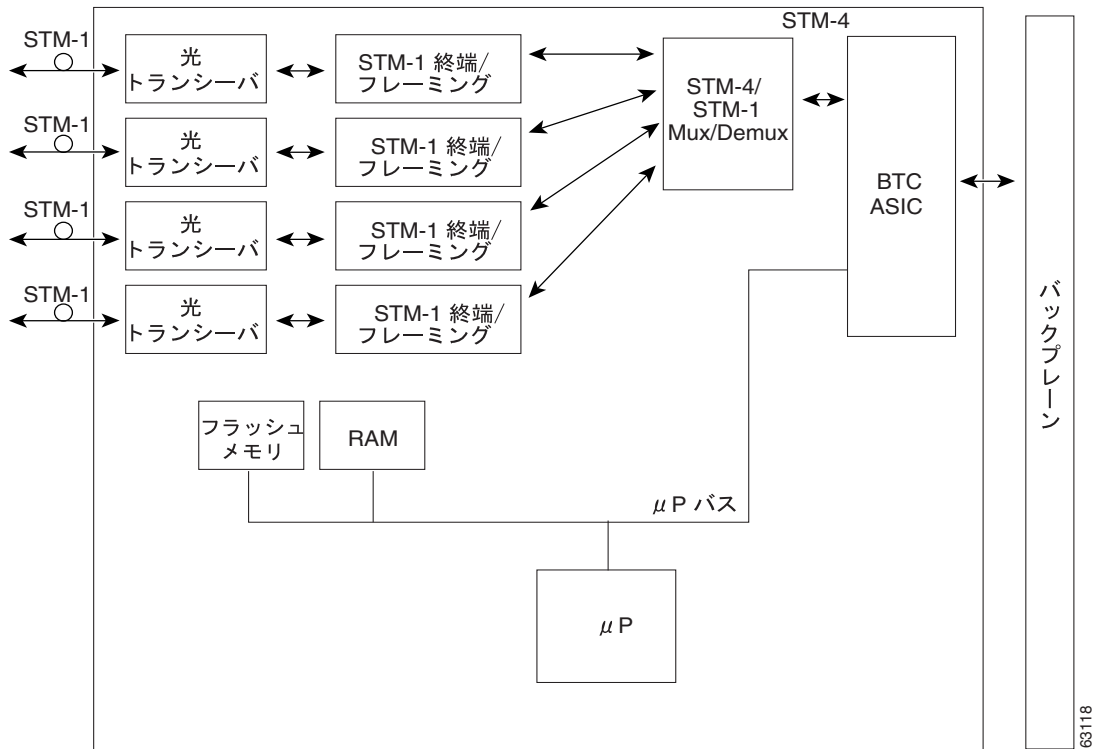 STM-4
STM-1
光
トランシーバ
STM-1 終端/
フレーミング
STM-4/
STM-1
Mux/Demux
BTC
ASIC
STM-1
光
トランシーバ
STM-1 終端/
フレーミング
STM-1
光
トランシーバ
STM-1 終端/
フレーミング
STM-1
光
トランシーバ
STM-1 終端/
フレーミング
バックプレーン
フラッシュ
メモリ
RAM
μP バス
μP
63118